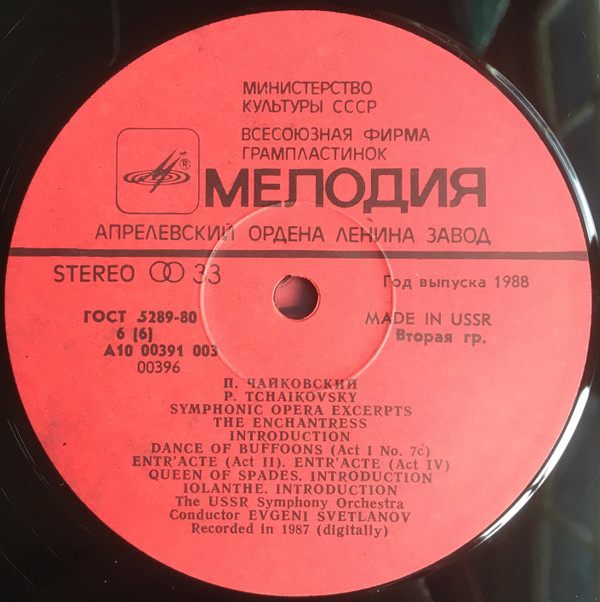 МИНИСТЕРСТВО
КУЛЬТУРЫ СССР
ВСЕСОЮЗНАЯ ФИРМА
ГРАМПЛАСТИНОК
®
МЕЛОДИЯ
АПРЕЛЕВСКИЙ ОРДЕНА ЛЕНИНА ЗАВОД
STEREO 33
Год выпуска 1988
ГОСТ 5289-80
6 (6)
А10 00391 003
00396
MADE IN USSR
Вторая гр.
П. ЧАЙКОВСКИЙ
P. TCHAIKOVSKY
SYMPHONIC OPERA EXCERPTS
THE ENCHANTRESS
INTRODUCTION
DANCE OF BUFFOONS (Act I No. 7c)
ENTR'ACTE (Act II). ENTR'ACTE (Act IV)
QUEEN OF SPADES. INTRODUCTION
IOLANTHE. INTRODUCTION
The USSR Symphony Orchestra
Conductor EVGENI SVETLANOV
Recorded in 1987 (digitally)